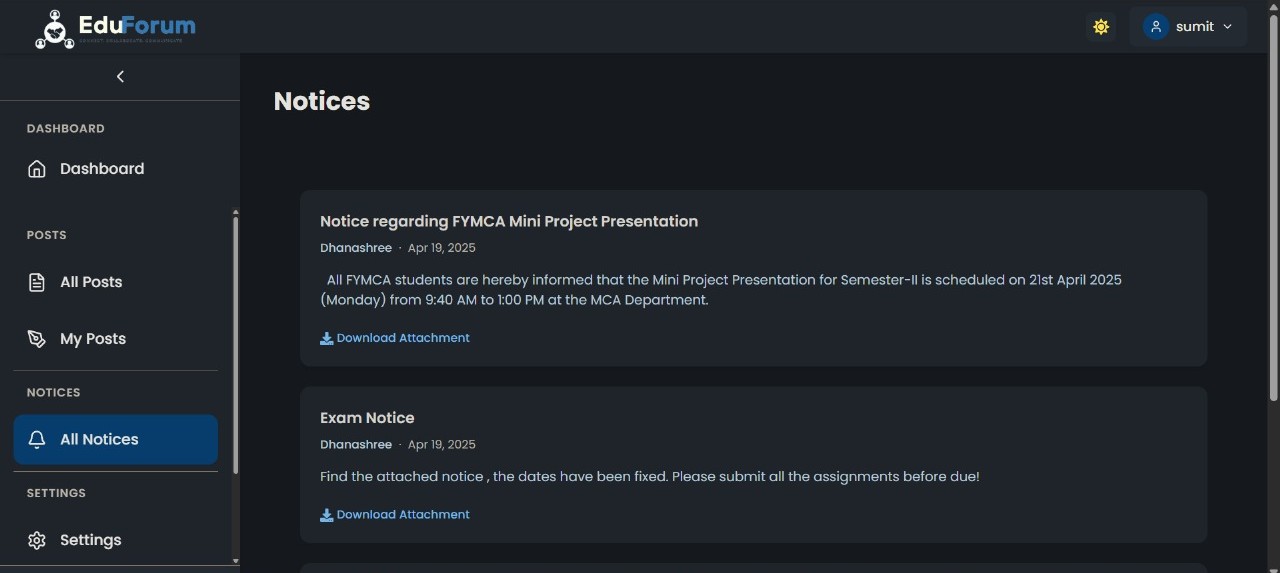 EduForum
sumit
DASHBOARD
Dashboard
POSTS
All Posts
My Posts
NOTICES
All Notices
SETTINGS
Settings
Notices
Notice regarding FYMCA Mini Project Presentation
Dhanashree · Apr 19, 2025
All FYMCA students are hereby informed that the Mini Project Presentation for Semester-II is scheduled on 21st April 2025
(Monday) from 9:40 AM to 1:00 PM at the MCA Department.
Download Attachment
Exam Notice
Dhanashree · Apr 19, 2025
Find the attached notice , the dates have been fixed. Please submit all the assignments before due!
Download Attachment